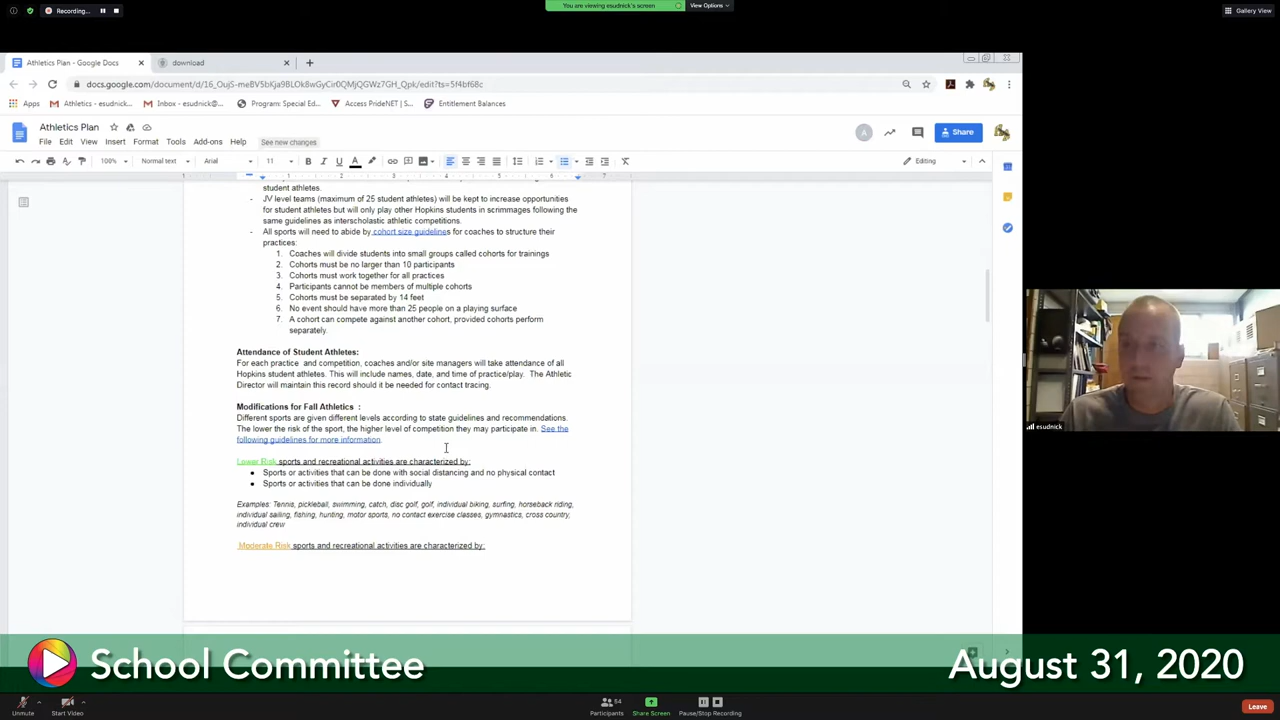 Recording...
You are viewing esudnick's screen
View Options
Gallery View
Athletics Plan - Google Docs
download
Apps
Athletics - esudnick...
Inbox - esudnick@...
Program: Special Ed...
Access PrideNET | S...
Entitlement Balances
Athletics Plan
File Edit View Insert Format Tools Add-ons Help
See new changes
A
Share
100%
Normal text
Arial
11
Editing
student athletes.
- JV level teams (maximum of 25 student athletes) will be kept to increase opportunities
for student athletes but will only play other Hopkins students in scrimmages following the
same guidelines as interscholastic athletic competitions.
- All sports will need to abide by cohort size guidelines for coaches to structure their
practices:
1. Coaches will divide students into small groups called cohorts for trainings
2. Cohorts must be no larger than 10 participants
3. Cohorts must work together for all practices
4. Participants cannot be members of multiple cohorts
5. Cohorts must be separated by 14 feet
6. No event should have more than 25 people on a playing surface
7. A cohort can compete against another cohort, provided cohorts perform
separately.
Attendance of Student Athletes:
For each practice and competition, coaches and/or site managers will take attendance of all
Hopkins student athletes. This will include names, date, and time of practice/play. The Athletic
Director will maintain this record should it be needed for contact tracing.
Modifications for Fall Athletics :
Different sports are given different levels according to state guidelines and recommendations.
The lower the risk of the sport, the higher level of competition they may participate in. See the
following guidelines for more information.
Lower Risk sports and recreational activities are characterized by:
● Sports or activities that can be done with social distancing and no physical contact
● Sports or activities that can be done individually
Examples: Tennis, pickleball, swimming, catch, disc golf, golf, individual biking, surfing, horseback riding,
individual sailing, fishing, hunting, motor sports, no contact exercise classes, gymnastics, cross country,
individual crew
Moderate Risk sports and recreational activities are characterized by:
esudnick
School Committee
August 31, 2020
Unmute
Start Video
64
Participants
Share Screen
Pause/Stop Recording
Leave